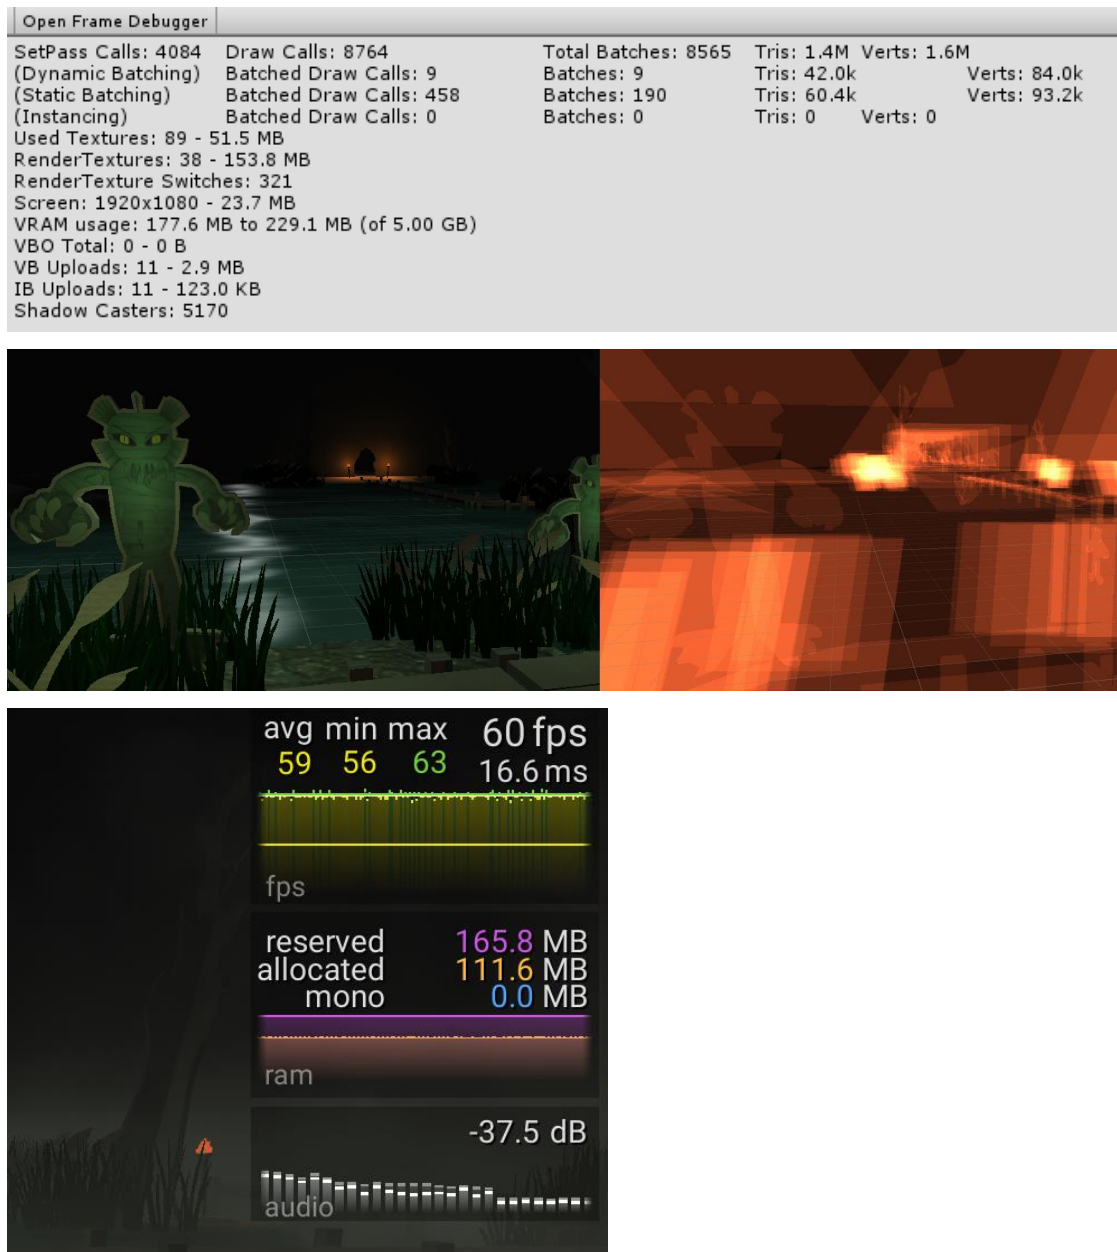 Open Frame Debugger
SetPass Calls: 4084 Draw Calls: 8764 Total Batches: 8565 Tris: 1.4M Verts: 1.6M
(Dynamic Batching) Batched Draw Calls: 9 Batches: 9 Tris: 42.0k Verts: 84.0k
(Static Batching) Batched Draw Calls: 458 Batches: 190 Tris: 60.4k Verts: 93.2k
(Instancing) Batched Draw Calls: 0 Batches: 0 Tris: 0 Verts: 0
Used Textures: 89 - 51.5 MB
RenderTextures: 38 - 153.8 MB
RenderTexture Switches: 321
Screen: 1920x1080 - 23.7 MB
VRAM usage: 177.6 MB to 229.1 MB (of 5.00 GB)
VBO Total: 0 - 0 B
VB Uploads: 11 - 2.9 MB
IB Uploads: 11 - 123.0 KB
Shadow Casters: 5170
avg min max 60 fps
59 56 63 16.6 ms
fps
reserved 165.8 MB
allocated 111.6 MB
mono 0.0 MB
ram
-37.5 dB
audio